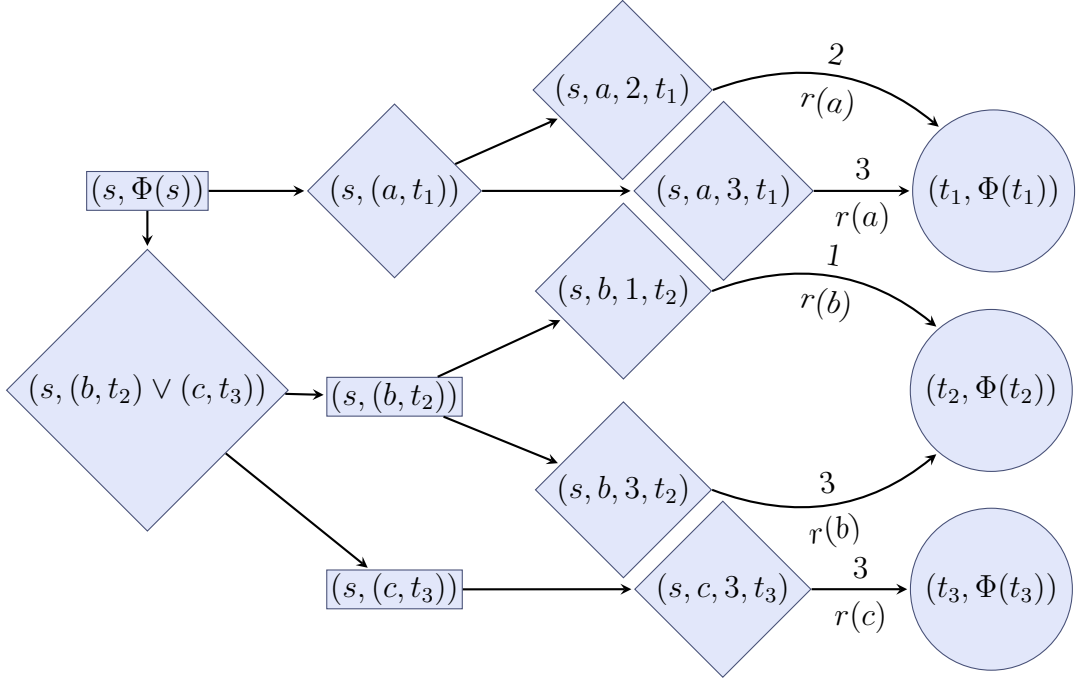 (s, a, 2, t₁)
2
r(a)
(s, Φ(s))
(s, (a, t₁))
(s, a, 3, t₁)
3
r(a)
(t₁, Φ(t₁))
(s, b, 1, t₂)
1
r(b)
(s, (b, t₂) ∨ (c, t₃))
(s, (b, t₂))
(t₂, Φ(t₂))
(s, b, 3, t₂)
3
r(b)
(s, (c, t₃))
(s, c, 3, t₃)
3
r(c)
(t₃, Φ(t₃))